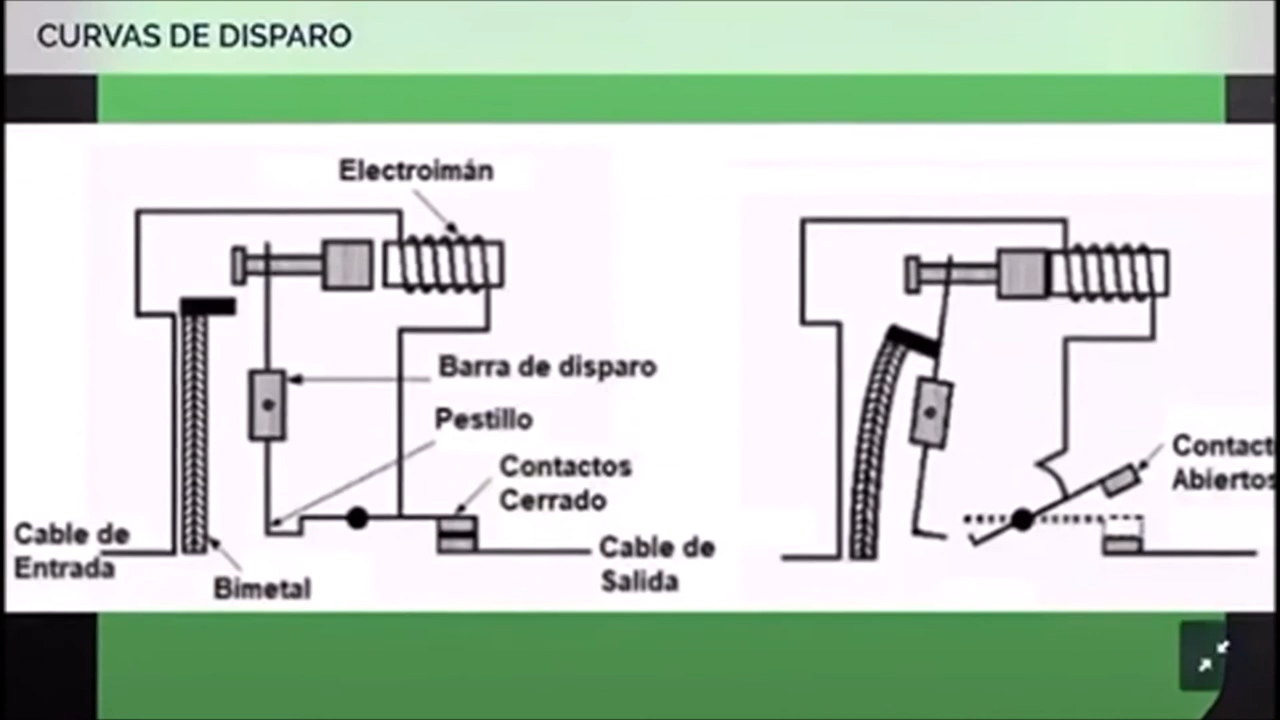 CURVAS DE DISPARO
Electroimán
Barra de disparo
Pestillo
Contactos
Cerrado
Cable de
Entrada
Bimetal
Cable de
Salida
Contact
Abiertos